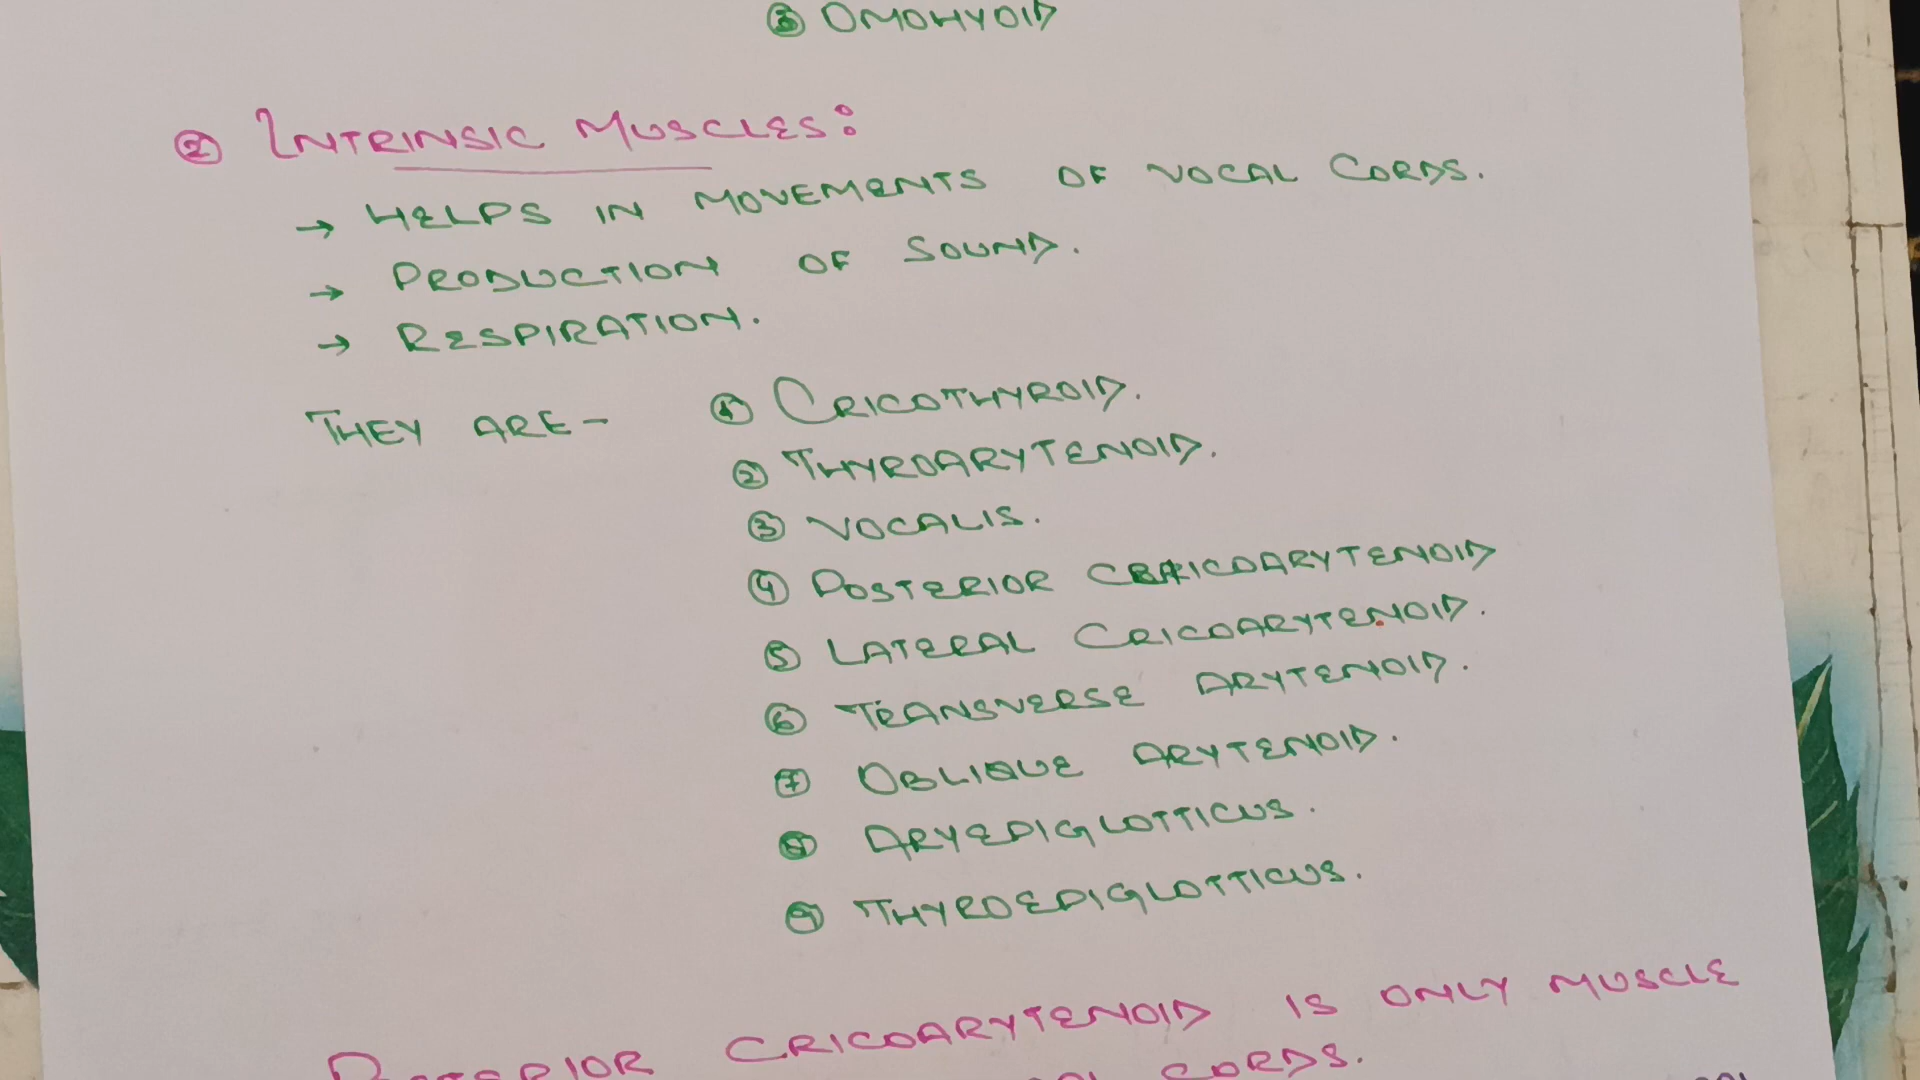 ③ OMOHYOID
② INTRINSIC MUSCLES:
→ HELPS IN MOVEMENTS OF VOCAL CORDS.
→ PRODUCTION OF SOUND.
→ RESPIRATION.
THEY ARE - ① CRICOTHYROID.
② THYROARYTENOID.
③ VOCALIS.
④ POSTERIOR CRICOARYTENOID
⑤ LATERAL CRICOARYTENOID.
⑥ TRANSVERSE ARYTENOID.
⑦ OBLIQUE ARYTENOID.
⑧ ARYEPIGLOTTICUS.
⑨ THYROEPIGLOTTICUS.
POSTERIOR CRICOARYTENOID IS ONLY MUSCLE
CORDS.